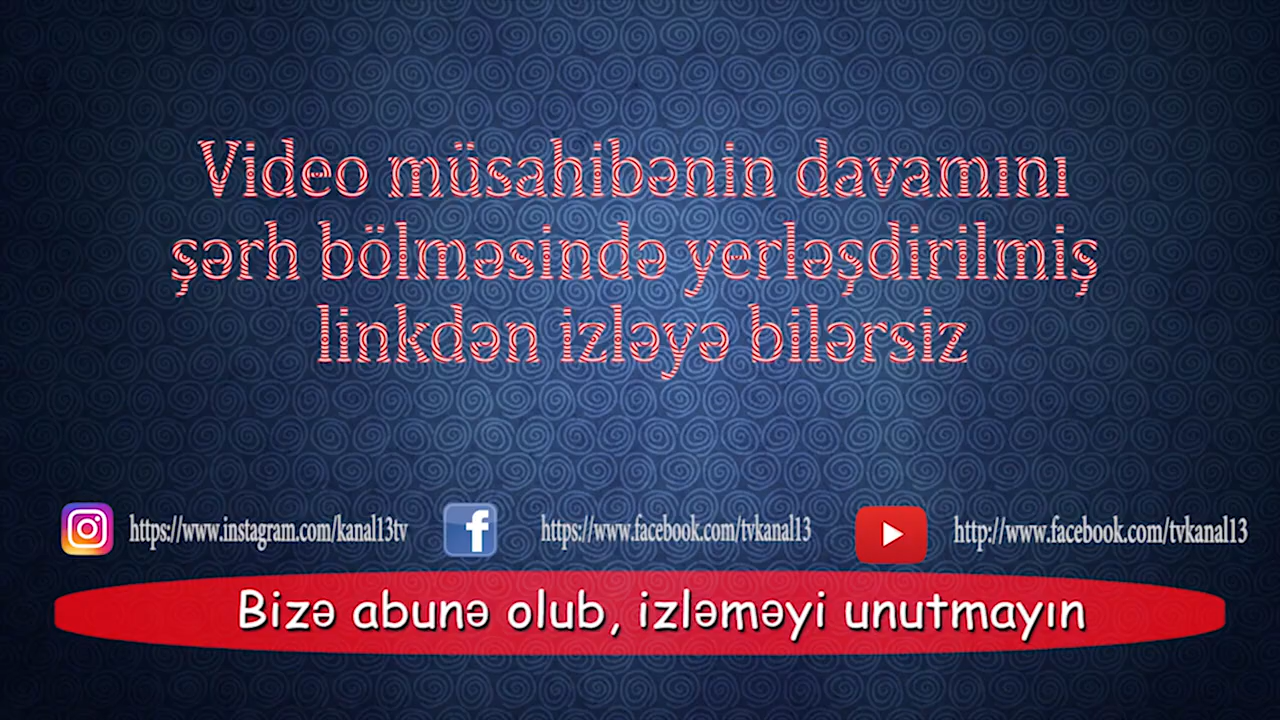 Video müsahibənin davamını
şərh bölməsində yerləşdirilmiş
linkdən izləyə bilərsiz
https://www.instagram.com/kanal13tv
https://www.facebook.com/tvkanal13
http://www.facebook.com/tvkanal13
Bizə abunə olub, izləməyi unutmayın